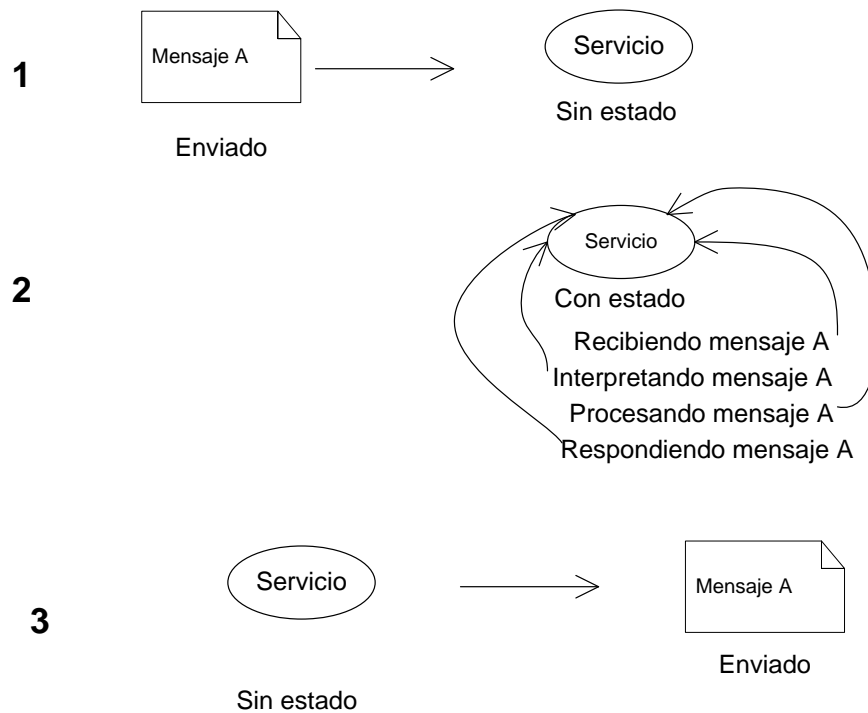 1
Mensaje A
Enviado
Servicio
Sin estado
2
Servicio
Con estado
Recibiendo mensaje A
Interpretando mensaje A
Procesando mensaje A
Respondiendo mensaje A
3
Servicio
Sin estado
Mensaje A
Enviado